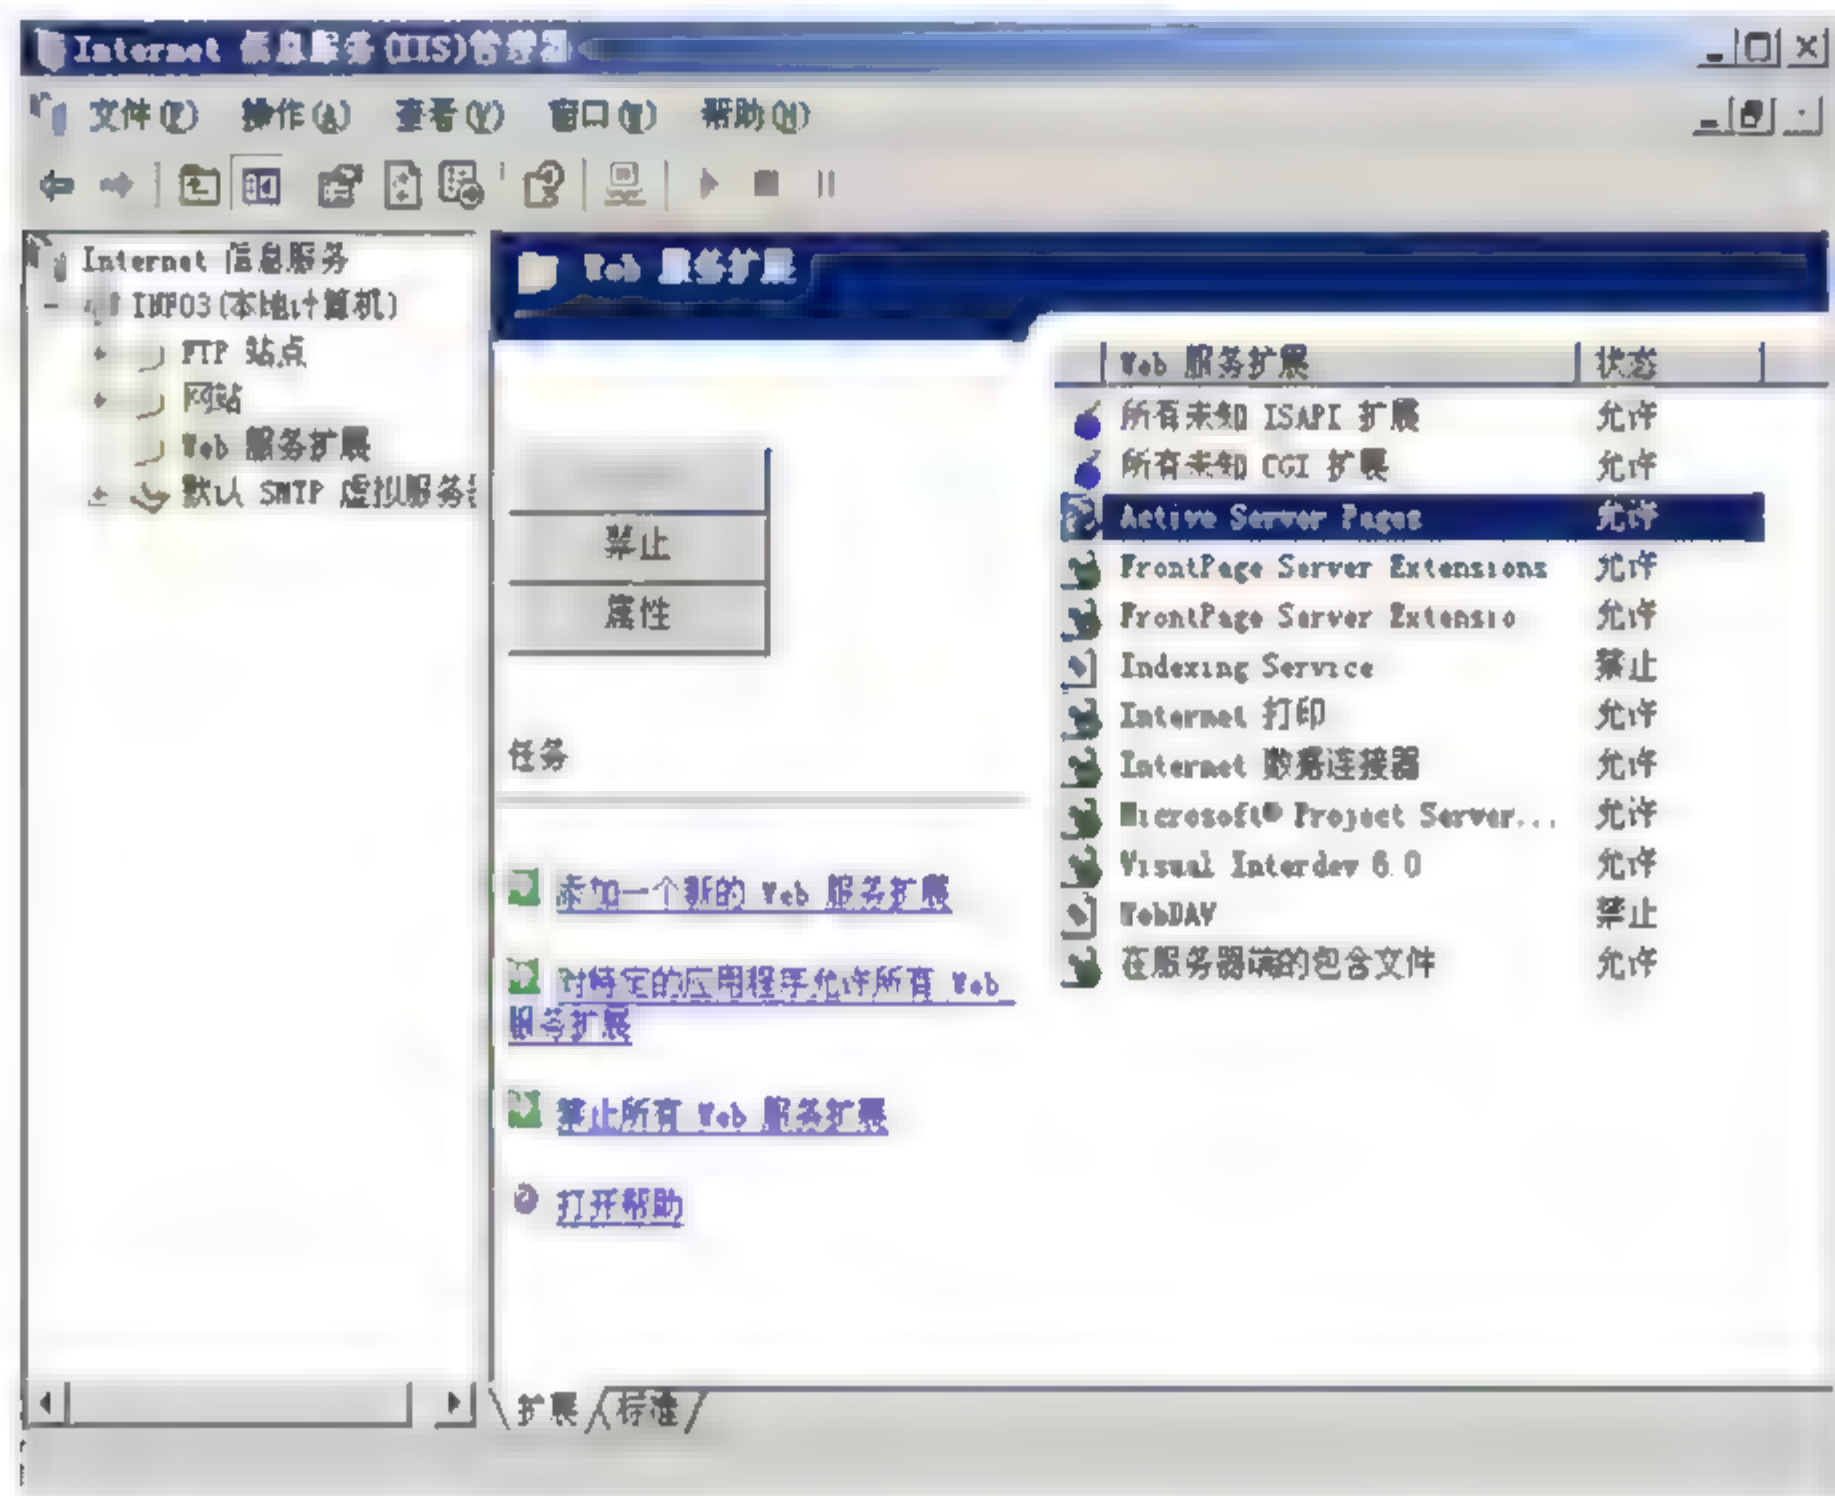 Internet 信息服务(IIS)管理器
文件(F) 操作(A) 查看(V) 窗口(W) 帮助(H)
Internet 信息服务
INFO3(本地计算机)
FTP 站点
网站
Web 服务扩展
默认 SMTP 虚拟服务
Web 服务扩展
禁止
属性
任务
添加一个新的 Web 服务扩展
对特定的应用程序允许所有 Web
服务扩展
禁止所有 Web 服务扩展
打开帮助
Web 服务扩展 状态
所有未知 ISAPI 扩展 允许
所有未知 CGI 扩展 允许
Active Server Pages 允许
FrontPage Server Extensions 允许
FrontPage Server Extensio 允许
Indexing Service 禁止
Internet 打印 允许
Internet 数据连接器 允许
Microsoft® Project Server... 允许
Visual Interdev 6.0 允许
WebDAV 禁止
在服务器端的包含文件 允许
扩展 标准